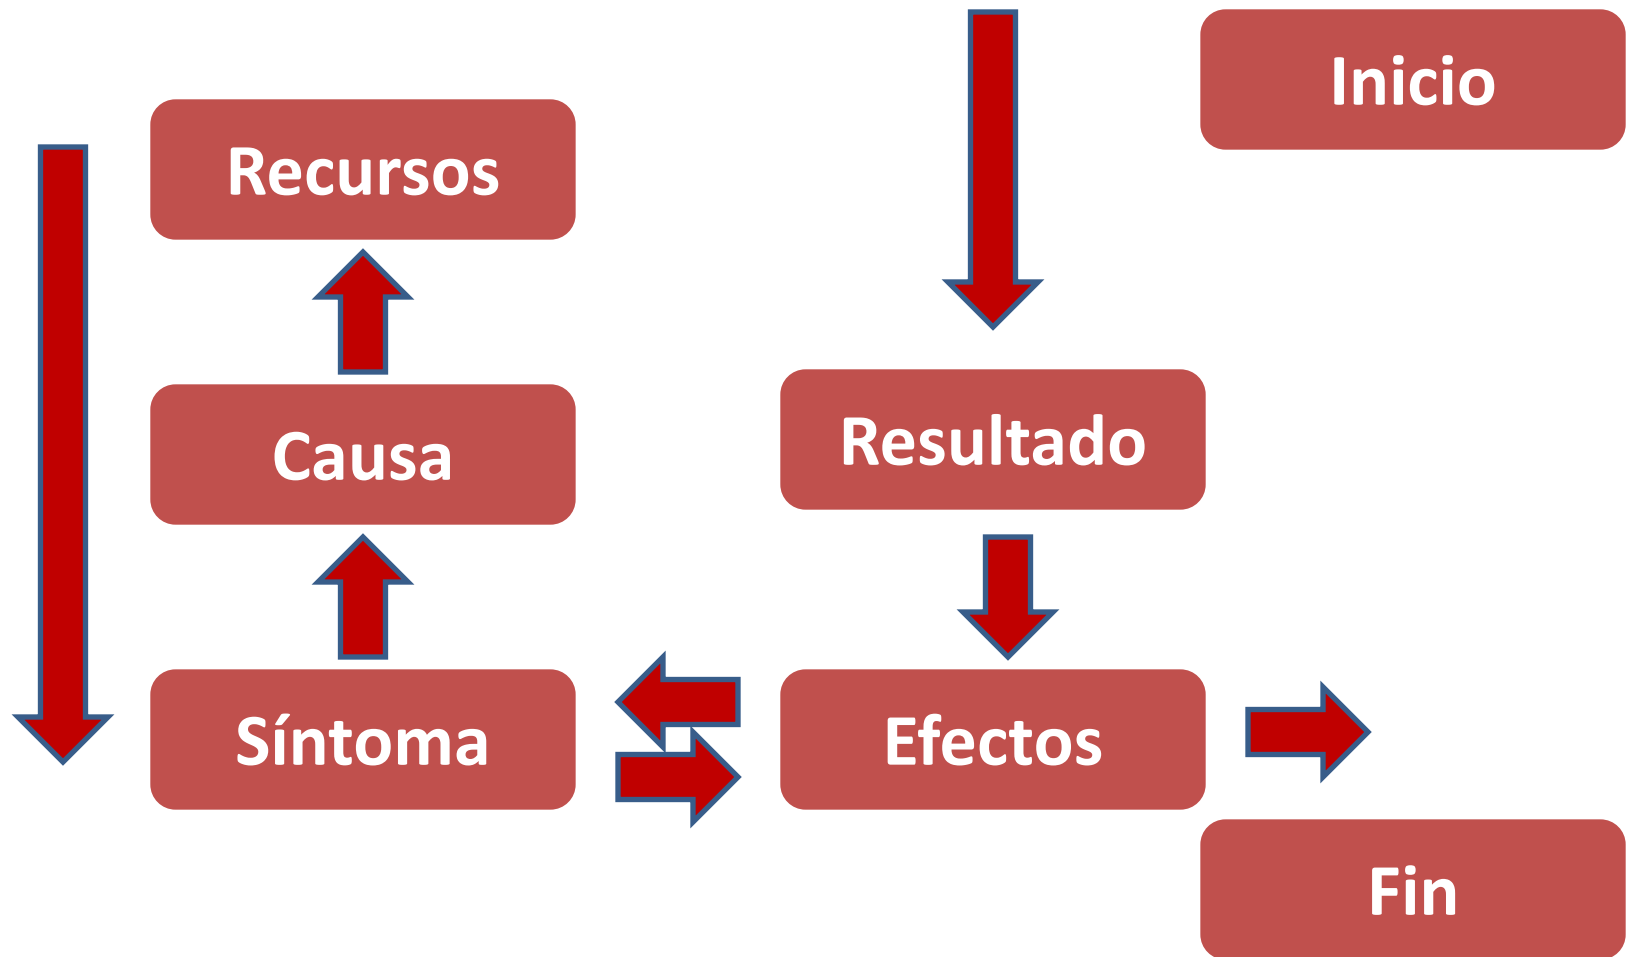 Inicio
Recursos
Resultado
Causa
Síntoma
Efectos
Fin